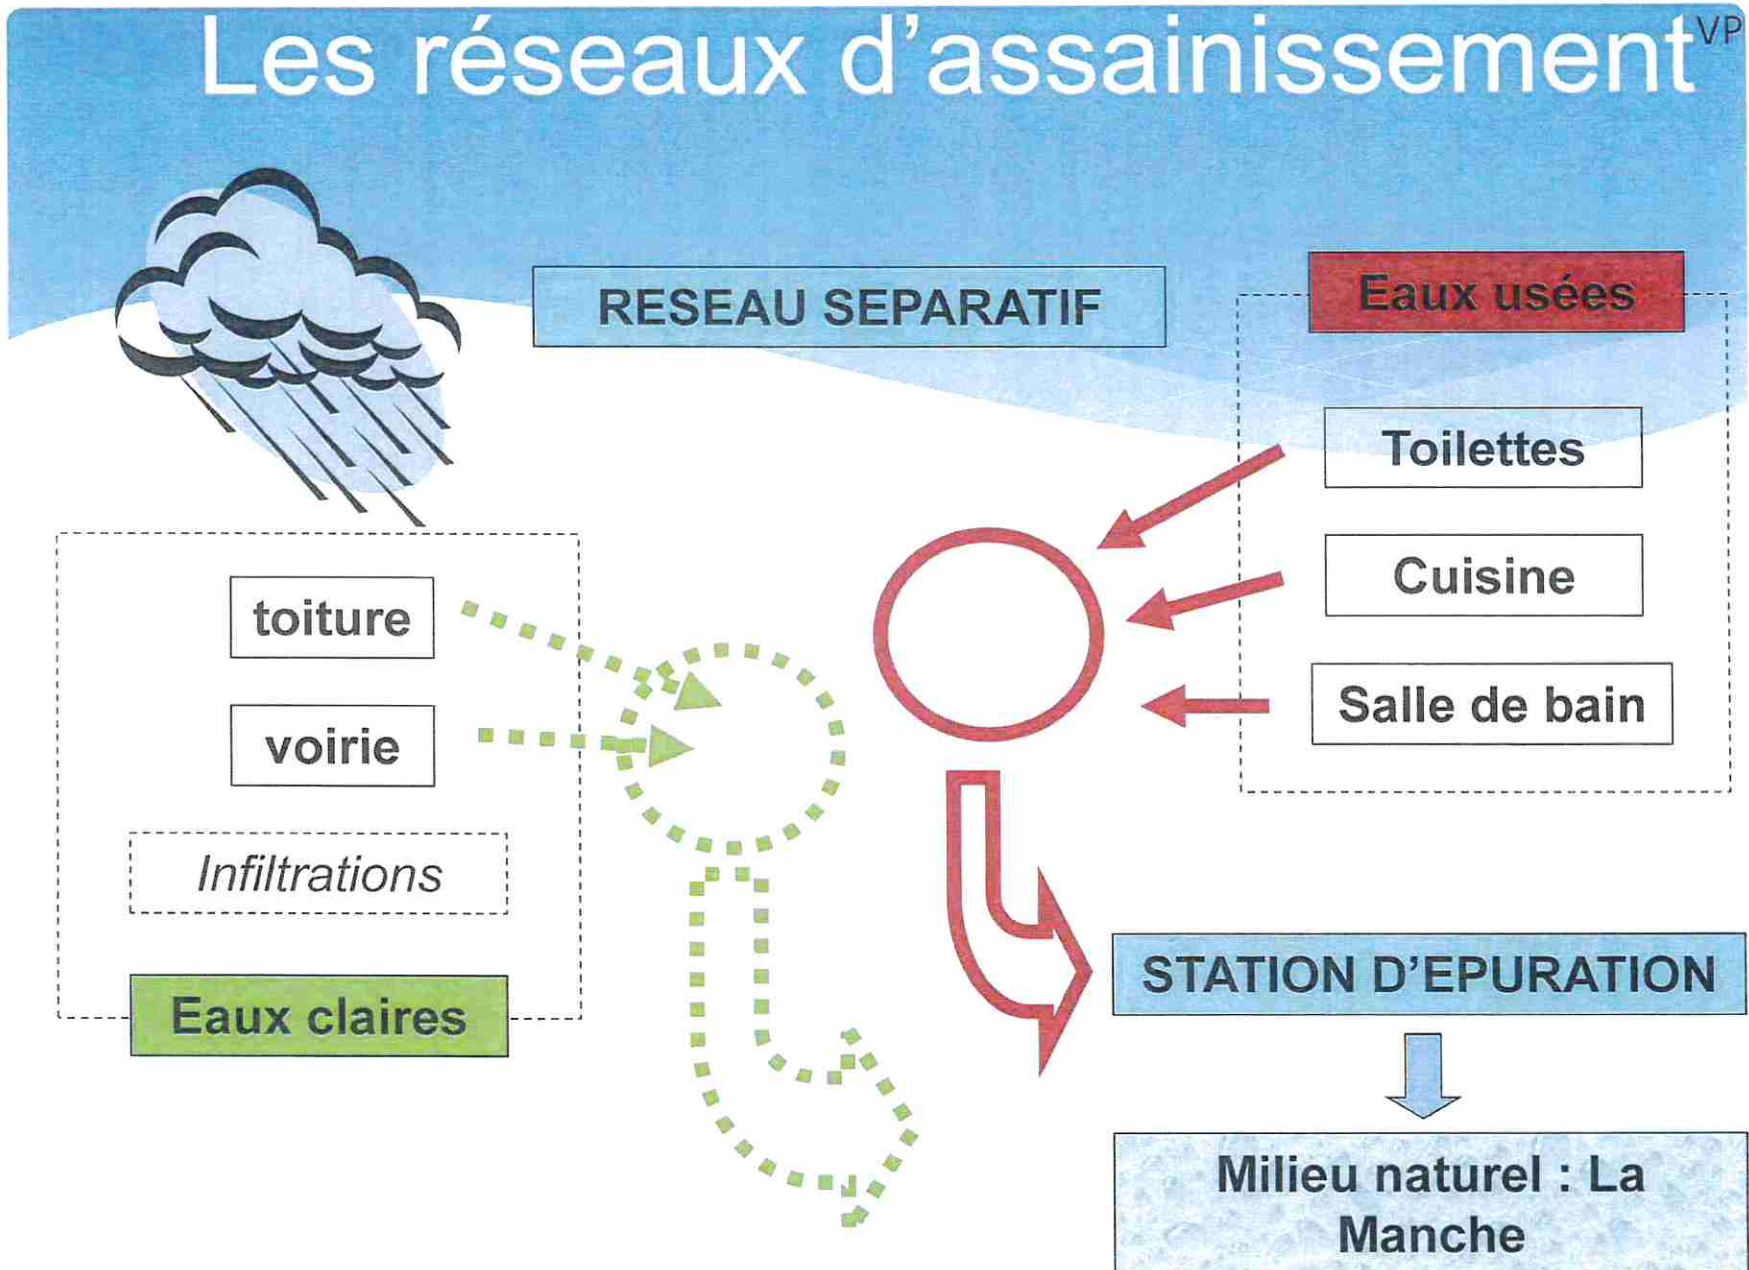 Les réseaux d'assainissement
VP
RESEAU SEPARATIF
Eaux usées
Toilettes
Cuisine
Salle de bain
toiture
voirie
Infiltrations
Eaux claires
STATION D'EPURATION
Milieu naturel : La
Manche